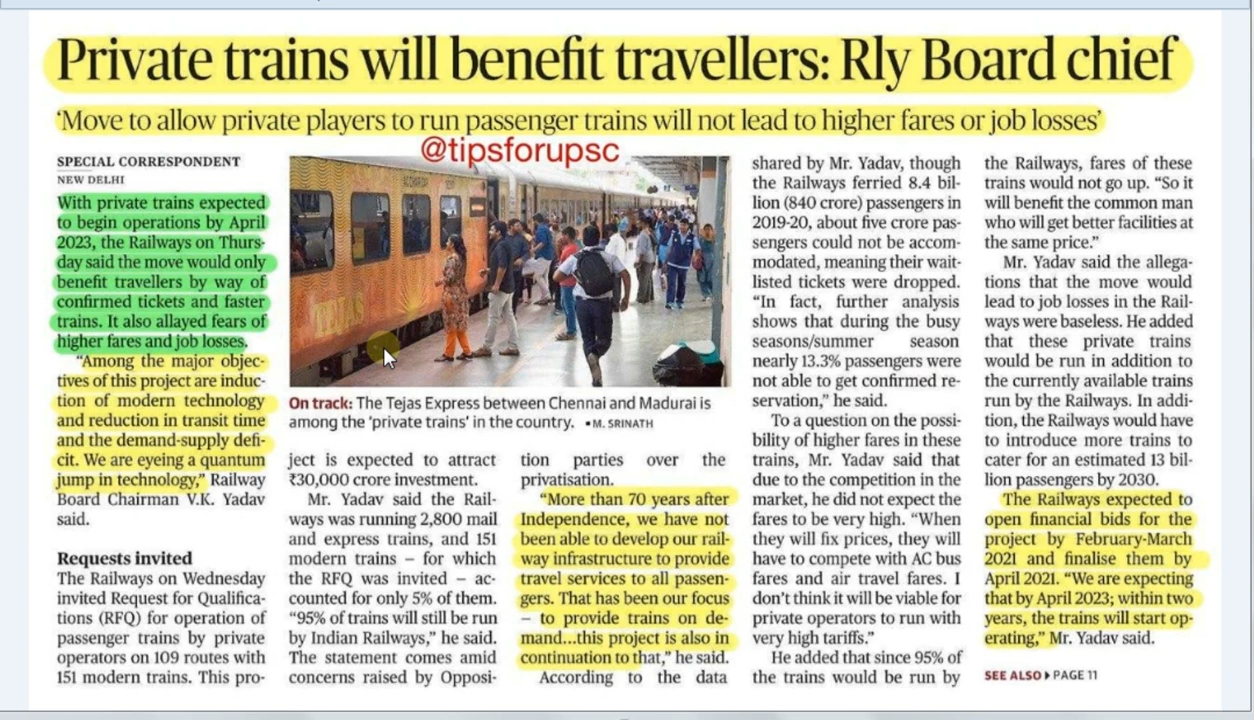 Private trains will benefit travellers: Rly Board chief
‘Move to allow private players to run passenger trains will not lead to higher fares or job losses’
@tipsforupsc
SPECIAL CORRESPONDENT
NEW DELHI
With private trains expected
to begin operations by April
2023, the Railways on Thurs-
day said the move would only
benefit travellers by way of
confirmed tickets and faster
trains. It also allayed fears of
higher fares and job losses.
“Among the major objec-
tives of this project are induc-
tion of modern technology
and reduction in transit time
and the demand-supply defi-
cit. We are eyeing a quantum
jump in technology,” Railway
Board Chairman V.K. Yadav
said.
Requests invited
The Railways on Wednesday
invited Request for Qualifica-
tions (RFQ) for operation of
passenger trains by private
operators on 109 routes with
151 modern trains. This pro-
TEJAS
On track: The Tejas Express between Chennai and Madurai is
among the ‘private trains’ in the country. ▪M. SRINATH
ject is expected to attract
₹30,000 crore investment.
Mr. Yadav said the Rail-
ways was running 2,800 mail
and express trains, and 151
modern trains – for which
the RFQ was invited – ac-
counted for only 5% of them.
“95% of trains will still be run
by Indian Railways,” he said.
The statement comes amid
concerns raised by Opposi-
tion parties over the
privatisation.
“More than 70 years after
Independence, we have not
been able to develop our rail-
way infrastructure to provide
travel services to all passen-
gers. That has been our focus
– to provide trains on de-
mand...this project is also in
continuation to that,” he said.
According to the data
shared by Mr. Yadav, though
the Railways ferried 8.4 bil-
lion (840 crore) passengers in
2019-20, about five crore pas-
sengers could not be accom-
modated, meaning their wait-
listed tickets were dropped.
“In fact, further analysis
shows that during the busy
seasons/summer season
nearly 13.3% passengers were
not able to get confirmed re-
servation,” he said.
To a question on the possi-
bility of higher fares in these
trains, Mr. Yadav said that
due to the competition in the
market, he did not expect the
fares to be very high. “When
they will fix prices, they will
have to compete with AC bus
fares and air travel fares. I
don’t think it will be viable for
private operators to run with
very high tariffs.”
He added that since 95% of
the trains would be run by
the Railways, fares of these
trains would not go up. “So it
will benefit the common man
who will get better facilities at
the same price.”
Mr. Yadav said the allega-
tions that the move would
lead to job losses in the Rail-
ways were baseless. He added
that these private trains
would be run in addition to
the currently available trains
run by the Railways. In addi-
tion, the Railways would have
to introduce more trains to
cater for an estimated 13 bil-
lion passengers by 2030.
The Railways expected to
open financial bids for the
project by February-March
2021 and finalise them by
April 2021. “We are expecting
that by April 2023; within two
years, the trains will start op-
erating,” Mr. Yadav said.
SEE ALSO ▸ PAGE 11